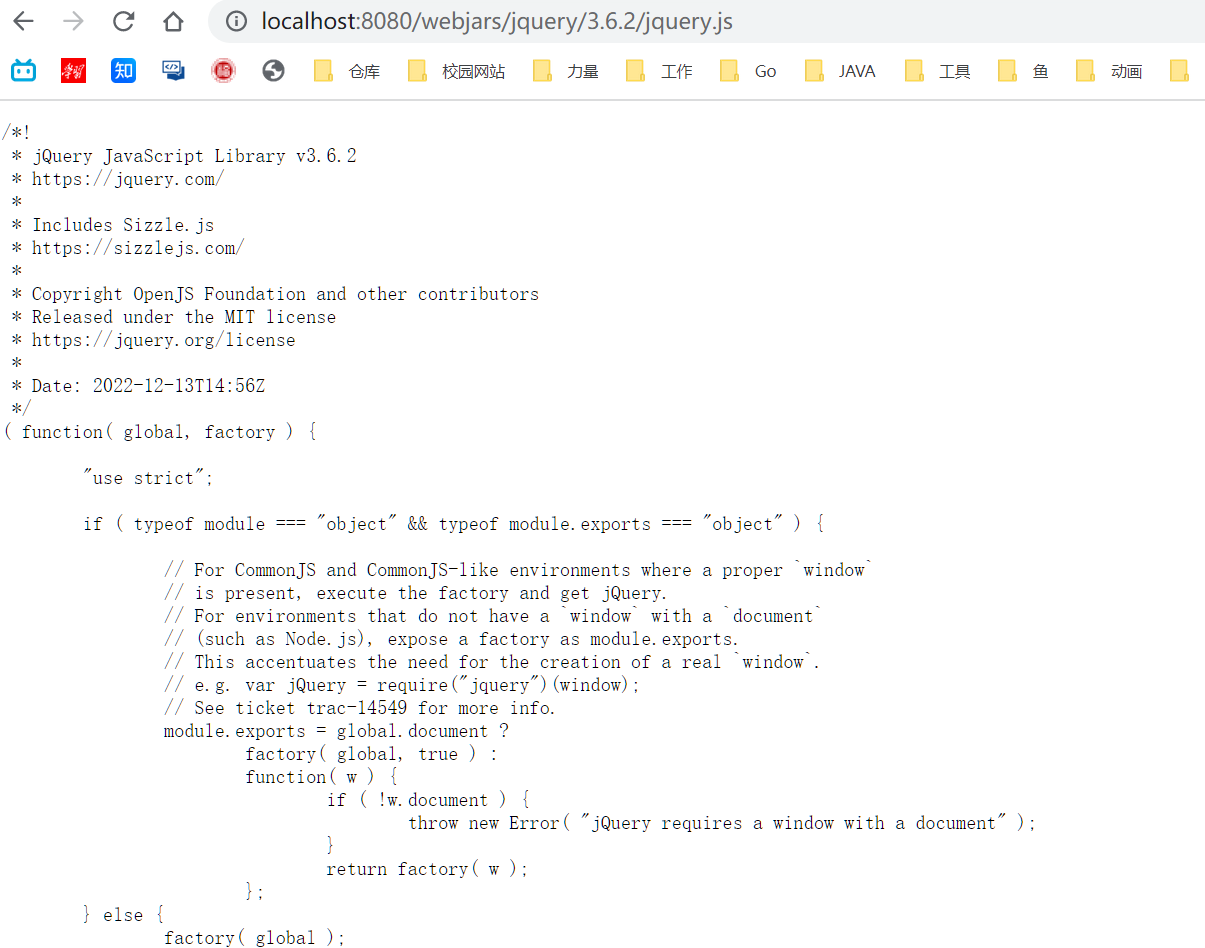 localhost:8080/webjars/jquery/3.6.2/jquery.js
学习 知 </> 仓库 校园网站 力量 工作 Go JAVA 工具 鱼 动画
/*!
 * jQuery JavaScript Library v3.6.2
 * https://jquery.com/
 *
 * Includes Sizzle.js
 * https://sizzlejs.com/
 *
 * Copyright OpenJS Foundation and other contributors
 * Released under the MIT license
 * https://jquery.org/license
 *
 * Date: 2022-12-13T14:56Z
 */
( function( global, factory ) {
        "use strict";
        if ( typeof module === "object" && typeof module.exports === "object" ) {
                // For CommonJS and CommonJS-like environments where a proper `window`
                // is present, execute the factory and get jQuery.
                // For environments that do not have a `window` with a `document`
                // (such as Node.js), expose a factory as module.exports.
                // This accentuates the need for the creation of a real `window`.
                // e.g. var jQuery = require("jquery")(window);
                // See ticket trac-14549 for more info.
                module.exports = global.document ?
                        factory( global, true ) :
                        function( w ) {
                                if ( !w.document ) {
                                        throw new Error( "jQuery requires a window with a document" );
                                }
                                return factory( w );
                        };
        } else {
                factory( global );